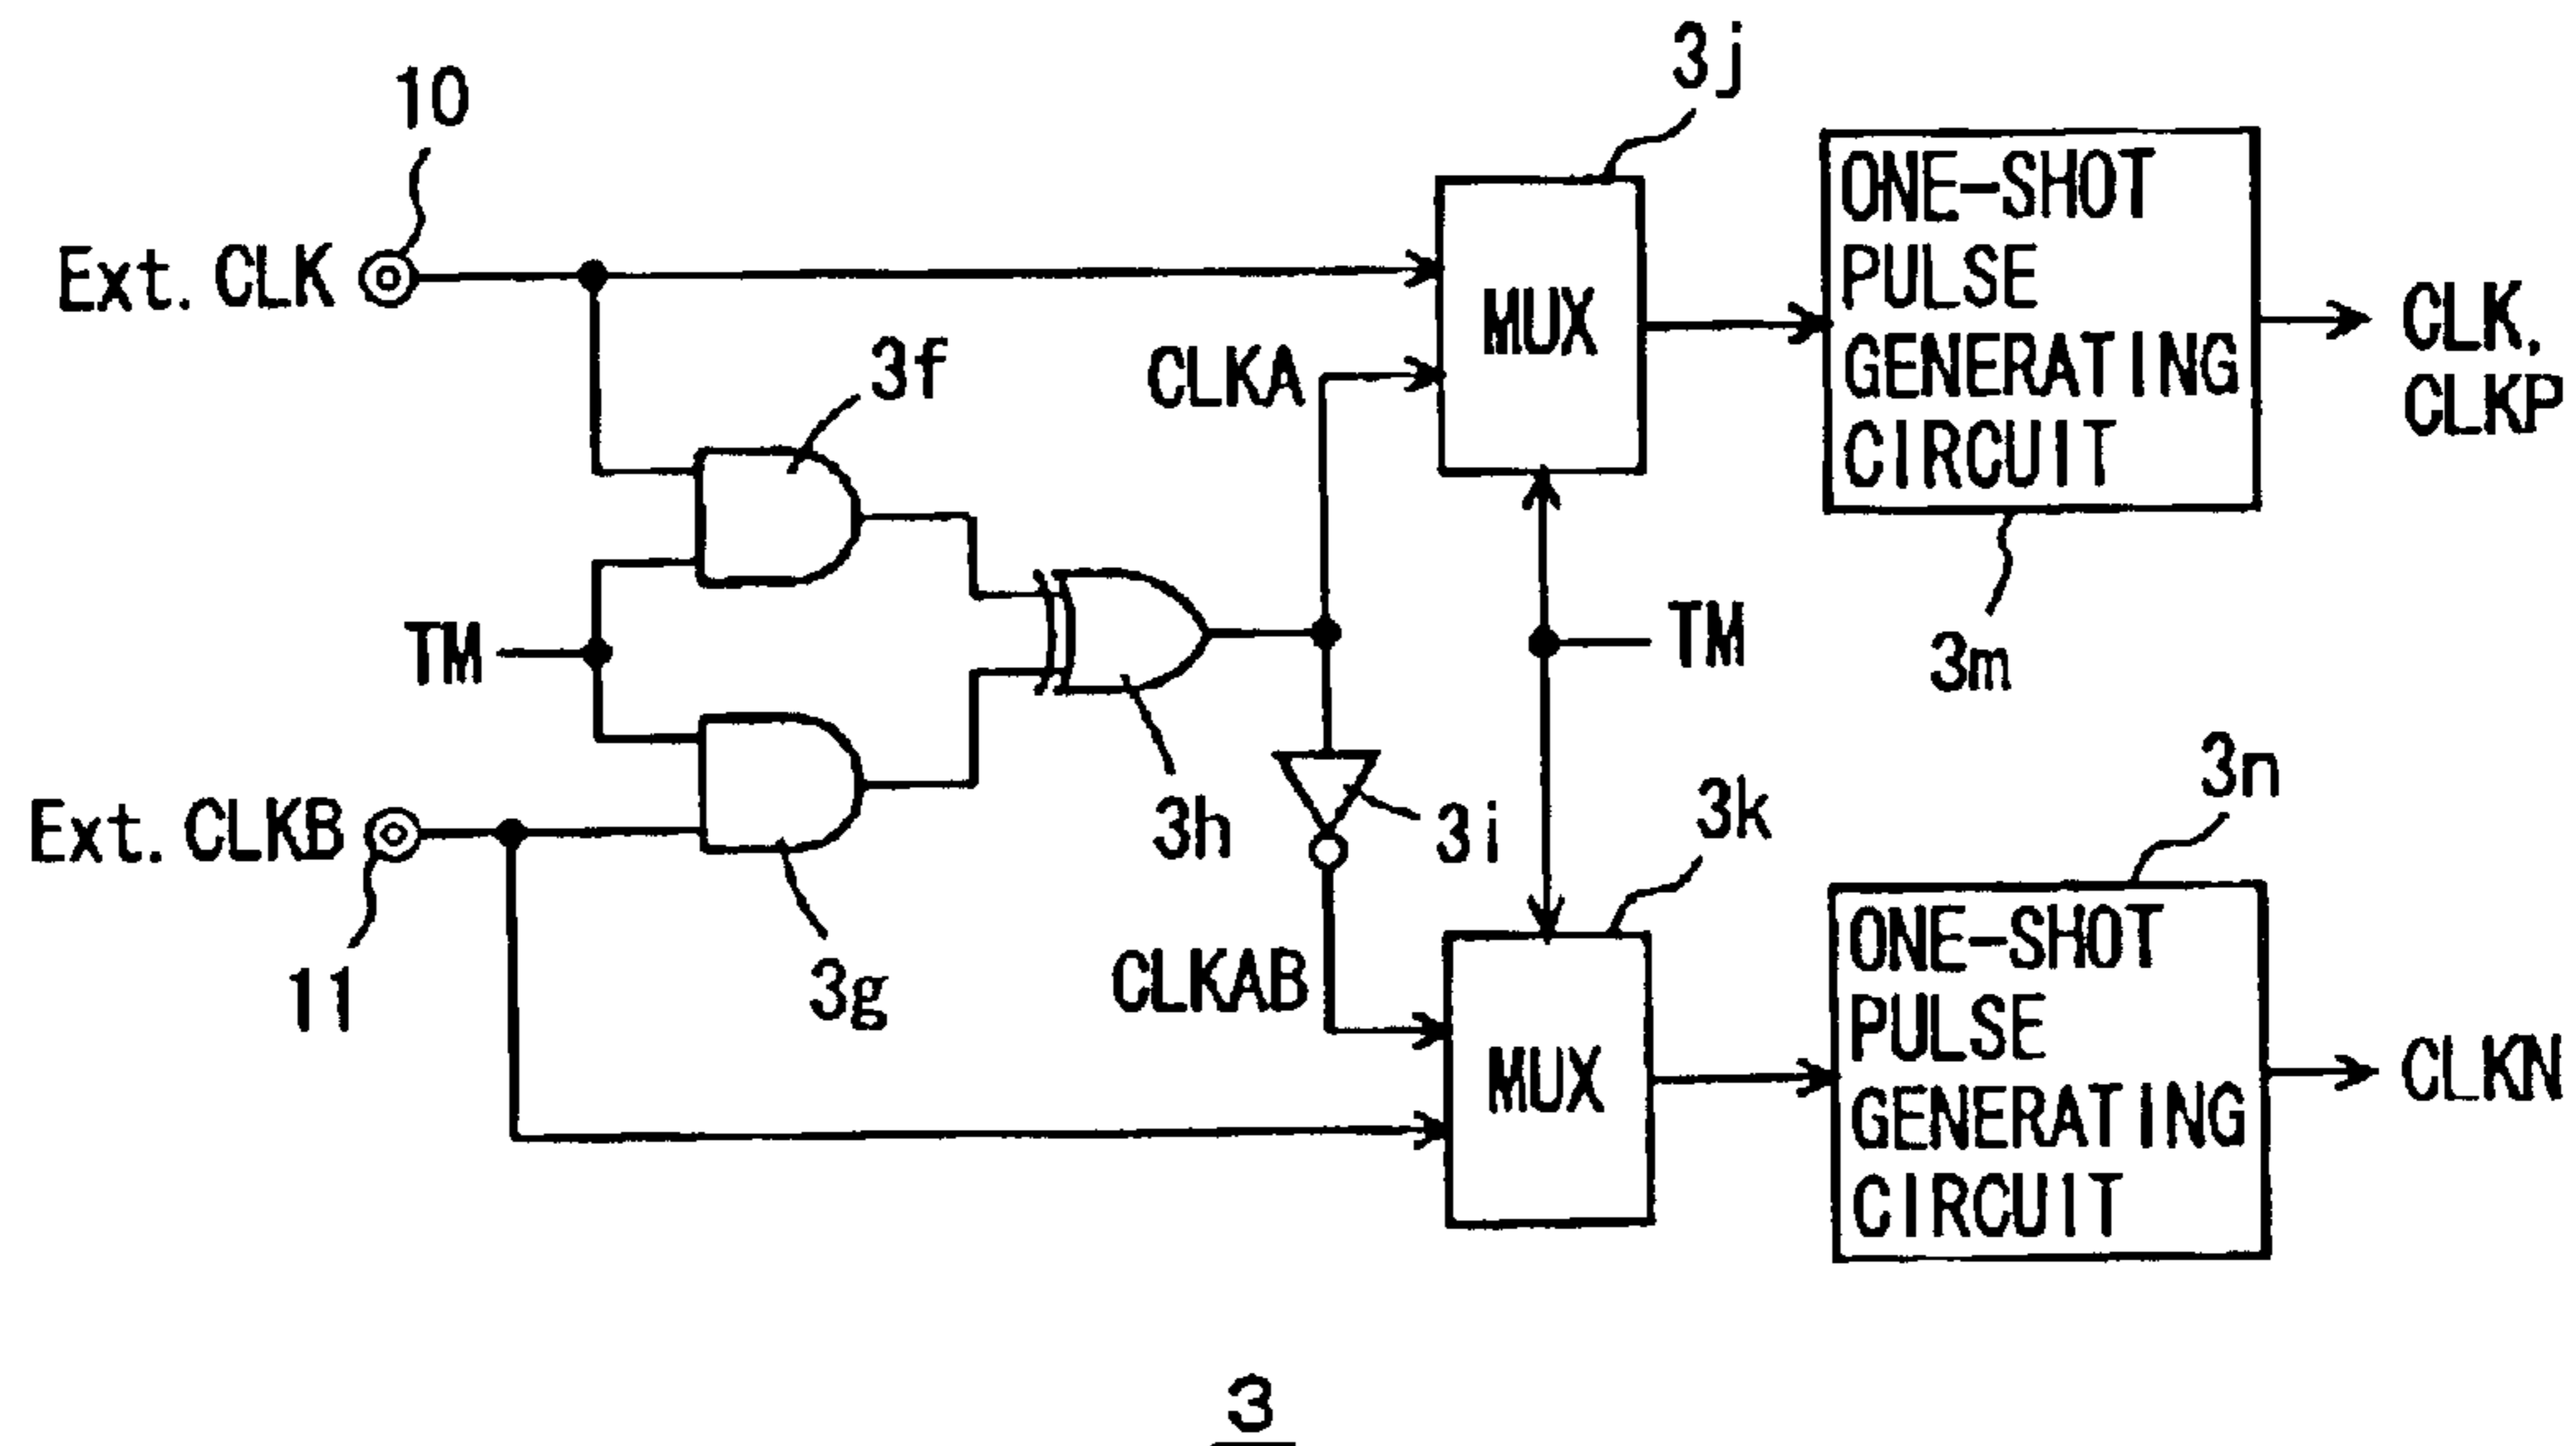 3j
10
ONE-SHOT
PULSE
GENERATING
CIRCUIT
Ext. CLK
MUX
CLK,
CLKP
3f
CLKA
TM
TM
3m
3n
Ext. CLKB
3h
3i
3k
ONE-SHOT
PULSE
GENERATING
CIRCUIT
11
3g
CLKAB
MUX
CLKN
3